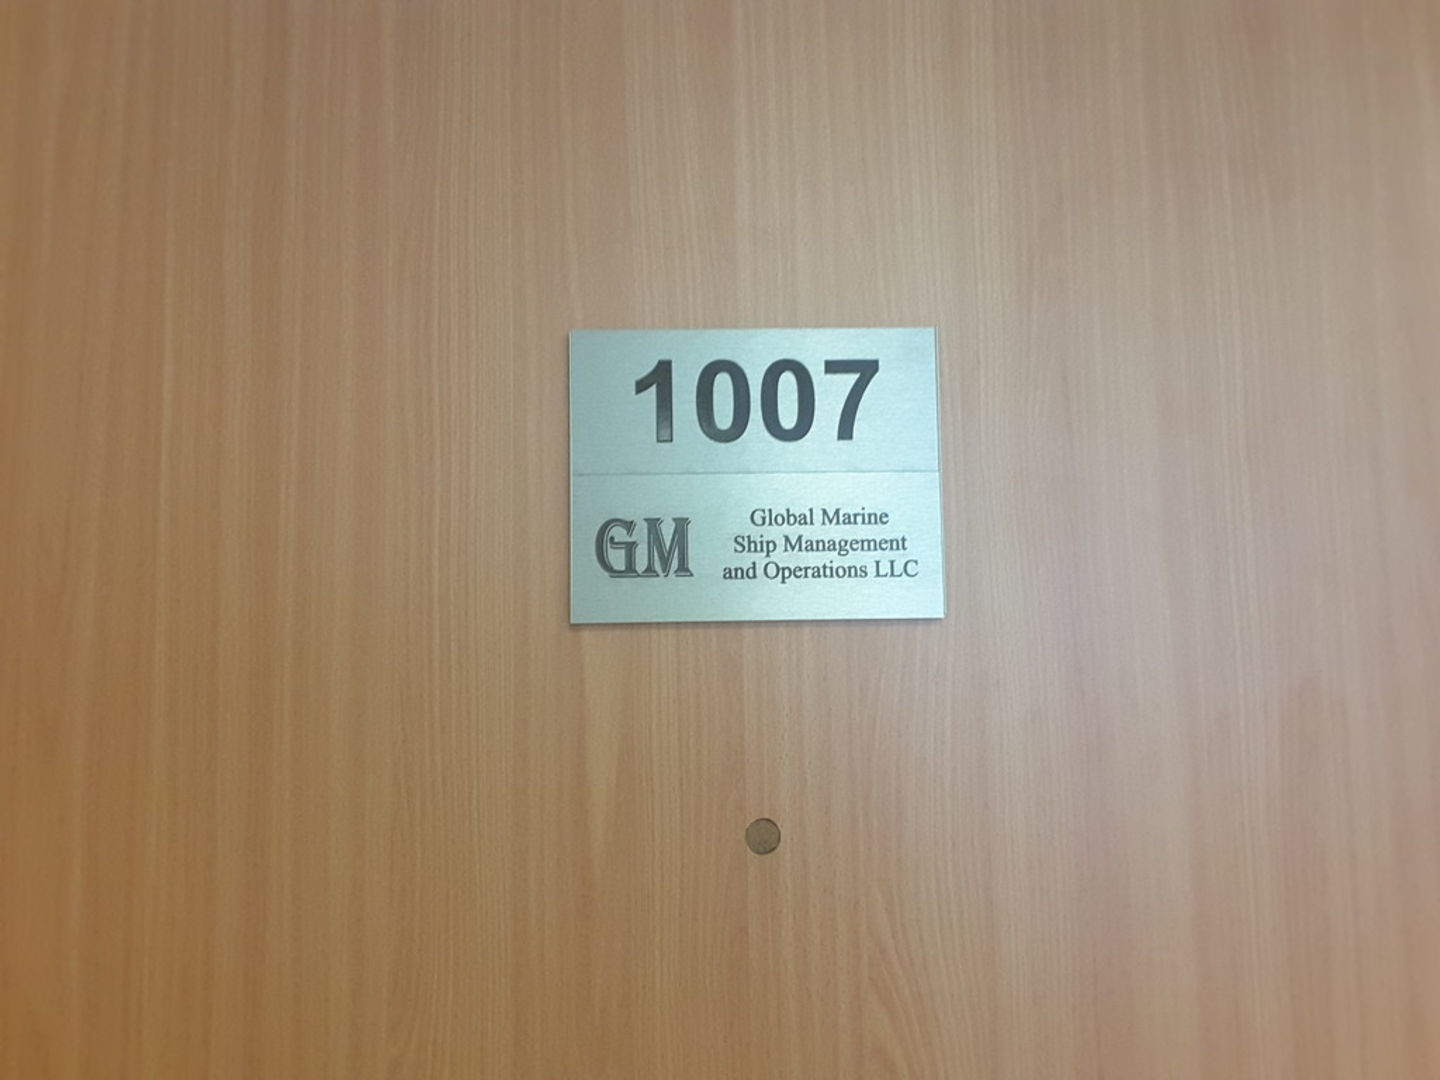 1007
GM
Global Marine
Ship Management
and Operations LLC